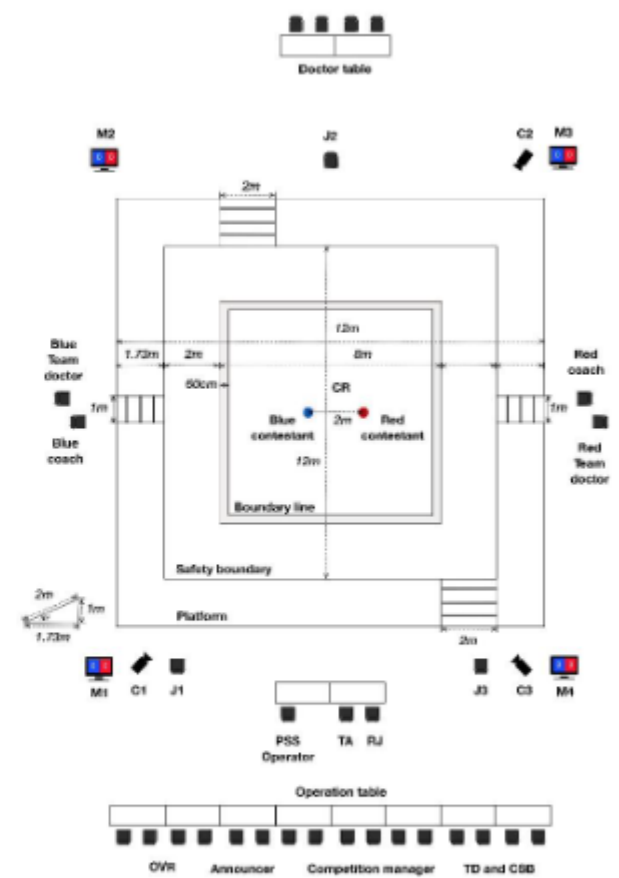 Doctor table
M2
J2
C2
M3
2m
12m
1.73m
2m
8m
Blue
Team
doctor
Red
coach
60cm
CR
1m
1m
Blue
contestant
2m
Red
contestant
Blue
coach
Red
Team
doctor
12m
Boundary line
Safety boundary
2m
1m
1.73m
Platform
2m
M1
C1
J1
J3
C3
M4
PSS
Operator
TA
RJ
Operation table
OVR
Announcer
Competition manager
TD and CSB